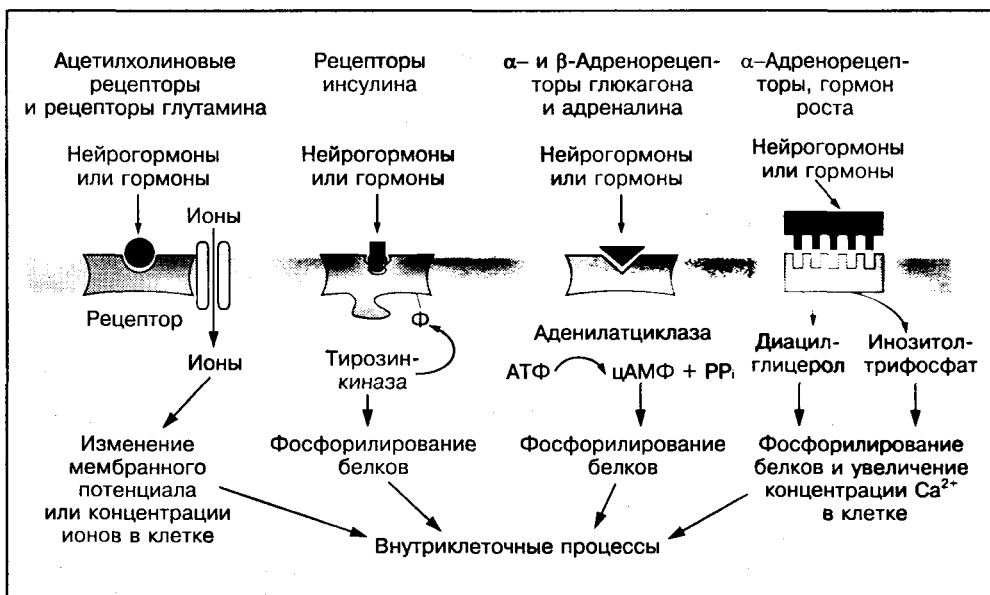 Ацетилхолиновые
рецепторы
и рецепторы глутамина
Нейрогормоны
или гормоны
Ионы
Рецептор
Ионы
Изменение
мембранного
потенциала
или концентрации
ионов в клетке
Рецепторы
инсулина
Нейрогормоны
или гормоны
Ф
Тирозин-
киназа
Фосфорилирование
белков
α– и β-Адренорецеп-
торы глюкагона
и адреналина
Нейрогормоны
или гормоны
Аденилатциклаза
АТФ цАМФ + PPi
Фосфорилирование
белков
α–Адренорецеп-
торы, гормон
роста
Нейрогормоны
или гормоны
Диацил-
глицерол
Инозитол-
трифосфат
Фосфорилирование
белков и увеличение
концентрации Ca²⁺
в клетке
Внутриклеточные процессы